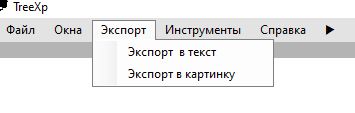 TreeXp
Файл Окна Экспорт Инструменты Справка
Экспорт в текст
Экспорт в картинку